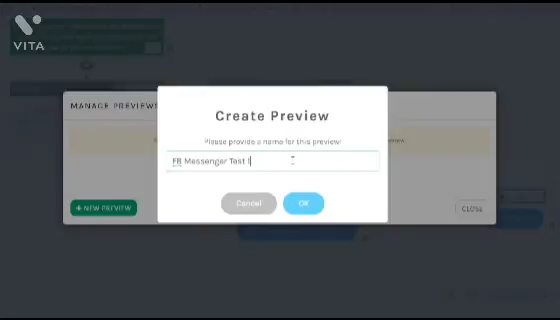 VITA
MANAGE PREVIEWS
Create Preview
Please provide a name for this preview:
FB Messenger Test
Cancel
OK
+ NEW PREVIEW
CLOSE